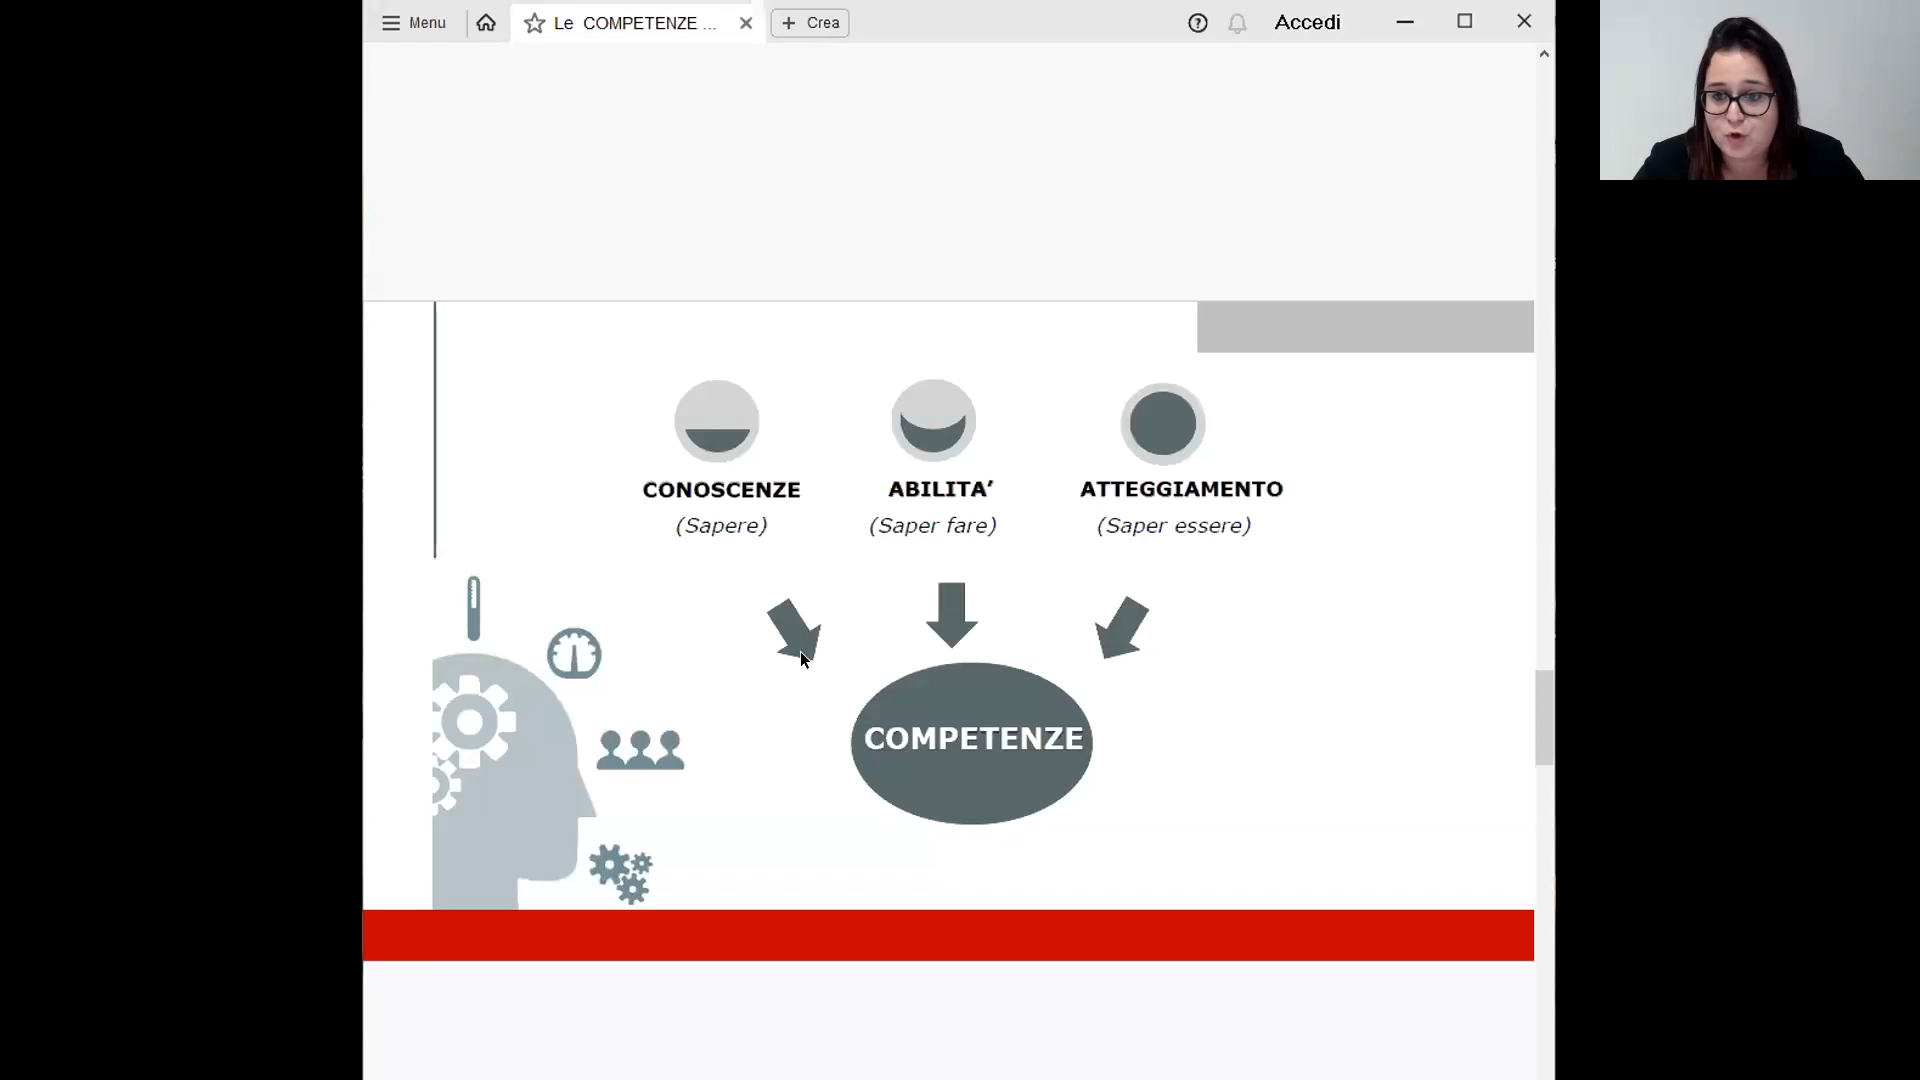 Menu
Le COMPETENZE ...
Crea
Accedi
CONOSCENZE
ABILITA’
ATTEGGIAMENTO
(Sapere)
(Saper fare)
(Saper essere)
COMPETENZE